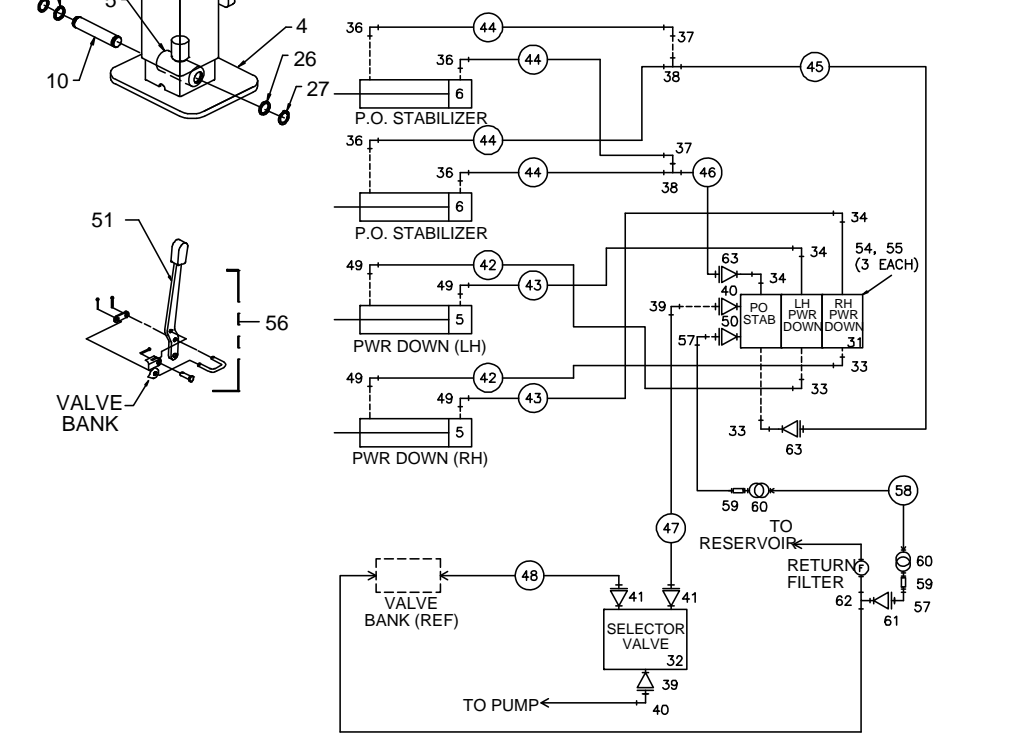 5
4
26
27
10
51
56
VALVE
BANK
36
44
37
38
45
36
44
6
P.O. STABILIZER
36
44
37
38
46
36
44
6
P.O. STABILIZER
34
54, 55
(3 EACH)
49
42
34
63
34
49
43
40
39
50
57
PO
STAB
LH
PWR
DOWN
RH
PWR
DOWN
31
5
PWR DOWN (LH)
33
49
42
33
49
43
5
PWR DOWN (RH)
33
63
59
60
58
47
TO
RESERVOIR
RETURN
FILTER
F
60
59
57
62
61
48
VALVE
BANK (REF)
41
41
SELECTOR
VALVE
32
39
40
TO PUMP